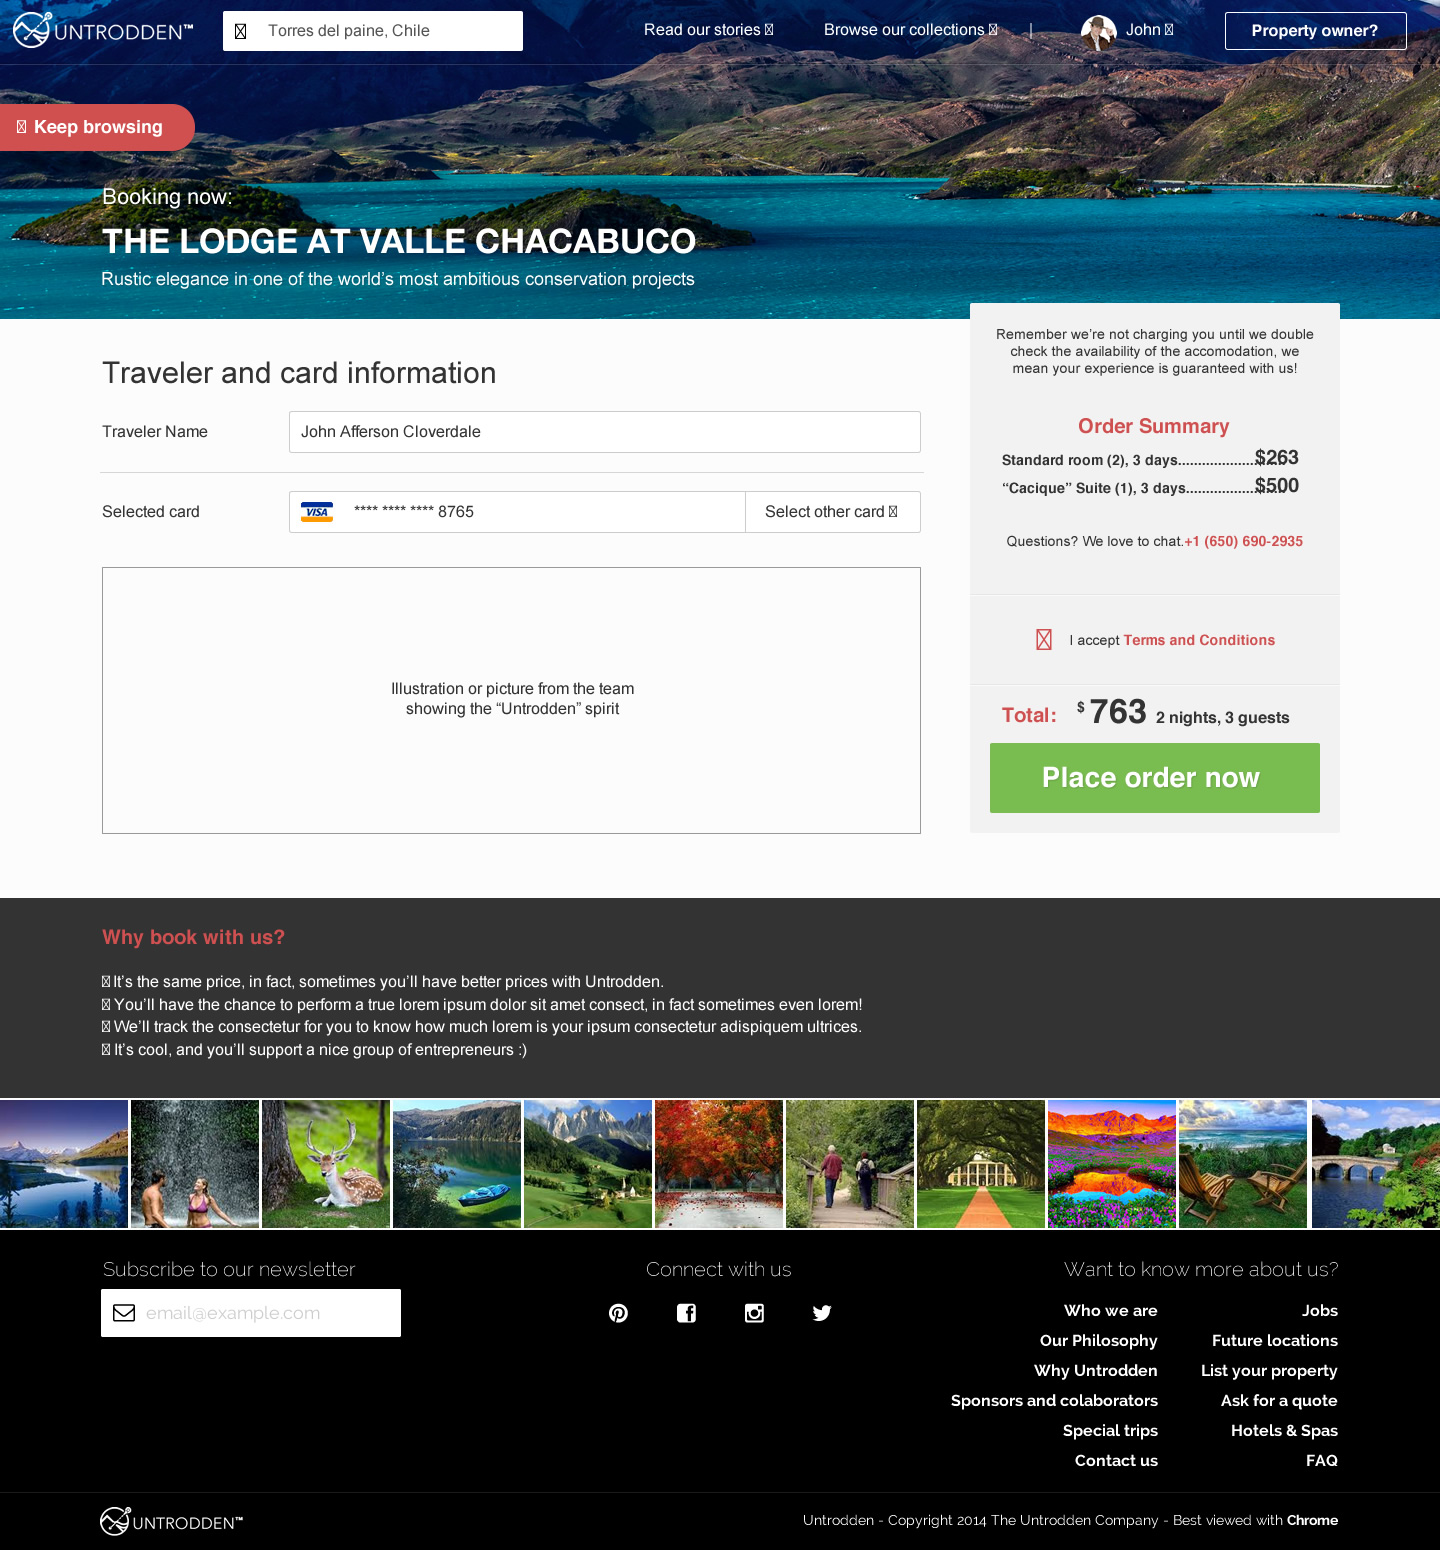 UNTRODDEN™
Torres del paine, Chile
Read our stories
Browse our collections
|
John
Property owner?
Keep browsing
Booking now:
THE LODGE AT VALLE CHACABUCO
Rustic elegance in one of the world’s most ambitious conservation projects
Traveler and card information
Traveler Name
John Afferson Cloverdale
Selected card
VISA
**** **** **** 8765
Select other card
Illustration or picture from the team
showing the “Untrodden” spirit
Remember we’re not charging you until we double
check the availability of the accomodation, we
mean your experience is guaranteed with us!
Order Summary
Standard room (2), 3 days........................... $263
“Cacique” Suite (1), 3 days......................... $500
Questions? We love to chat.+1 (650) 690-2935
I accept Terms and Conditions
Total: $ 763 2 nights, 3 guests
Place order now
Why book with us?
It’s the same price, in fact, sometimes you’ll have better prices with Untrodden.
You’ll have the chance to perform a true lorem ipsum dolor sit amet consect, in fact sometimes even lorem!
We’ll track the consectetur for you to know how much lorem is your ipsum consectetur adispiquem ultrices.
It’s cool, and you’ll support a nice group of entrepreneurs :)
Subscribe to our newsletter
email@example.com
Connect with us
Want to know more about us?
Who we are
Our Philosophy
Why Untrodden
Sponsors and colaborators
Special trips
Contact us
Jobs
Future locations
List your property
Ask for a quote
Hotels & Spas
FAQ
UNTRODDEN™
Untrodden - Copyright 2014 The Untrodden Company - Best viewed with Chrome